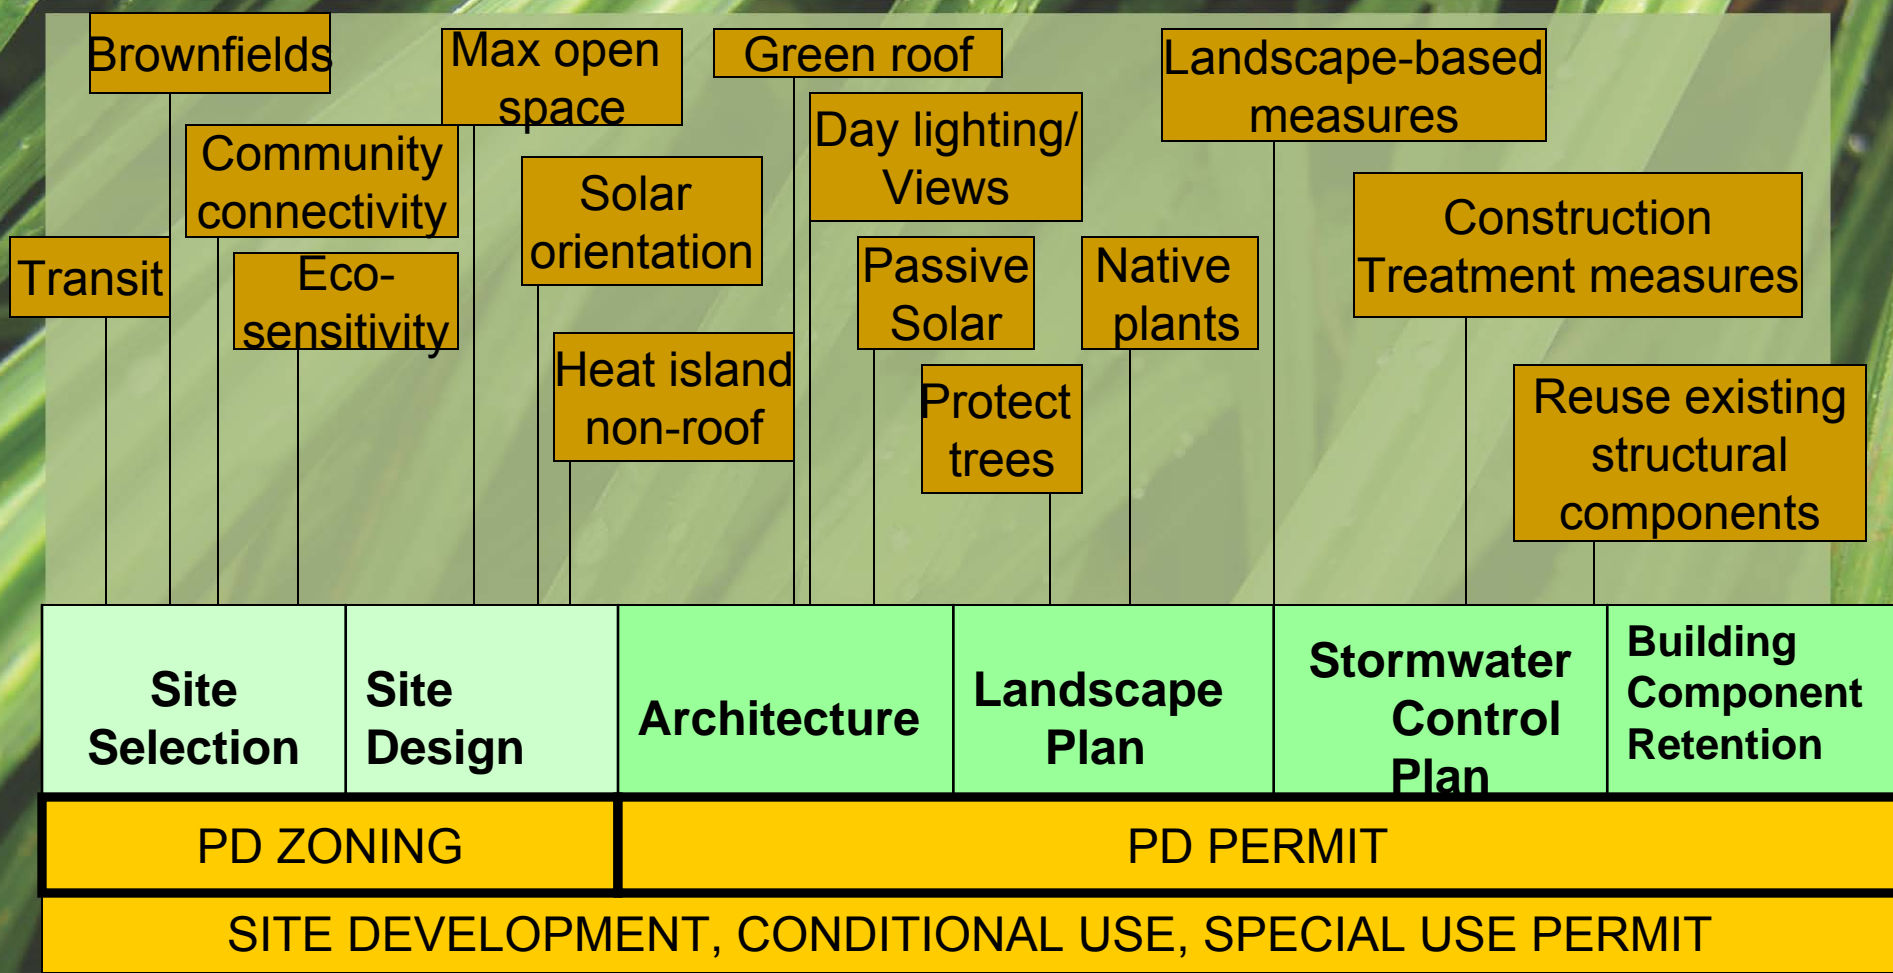 Brownfields
Max open
space
Green roof
Landscape-based
measures
Community
connectivity
Day lighting/
Views
Solar
orientation
Construction
Treatment measures
Transit
Eco-
sensitivity
Passive
Solar
Native
plants
Heat island
non-roof
Protect
trees
Reuse existing
structural
components
Site
Selection
Site
Design
Architecture
Landscape
Plan
Stormwater
Control
Plan
Building
Component
Retention
PD ZONING
PD PERMIT
SITE DEVELOPMENT, CONDITIONAL USE, SPECIAL USE PERMIT